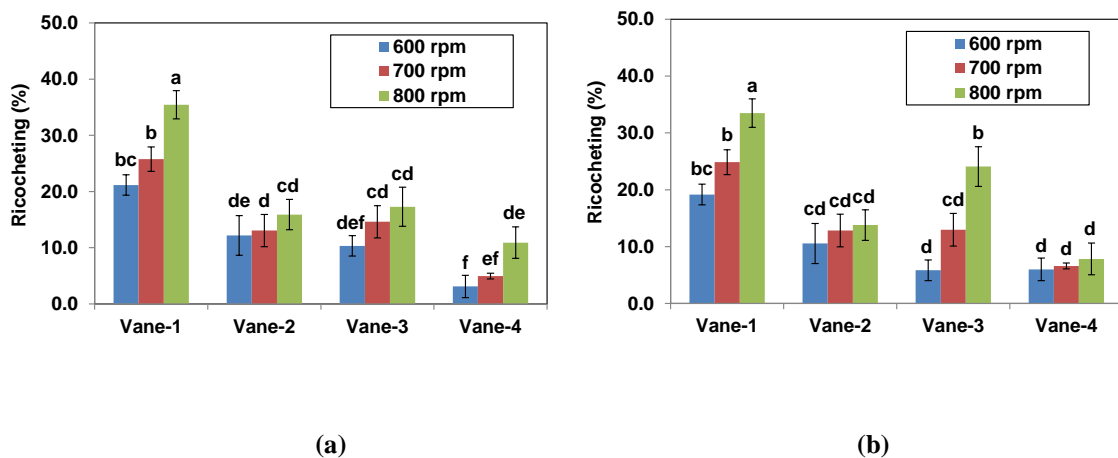 50.0
40.0
30.0
20.0
10.0
0.0
Ricocheting (%)
600 rpm
700 rpm
800 rpm
bc b a
de d cd
def cd cd
f ef de
Vane-1 Vane-2 Vane-3 Vane-4
(a)
50.0
40.0
30.0
20.0
10.0
0.0
Ricocheting (%)
600 rpm
700 rpm
800 rpm
bc b a
cd cd cd
d cd b
d d d
Vane-1 Vane-2 Vane-3 Vane-4
(b)